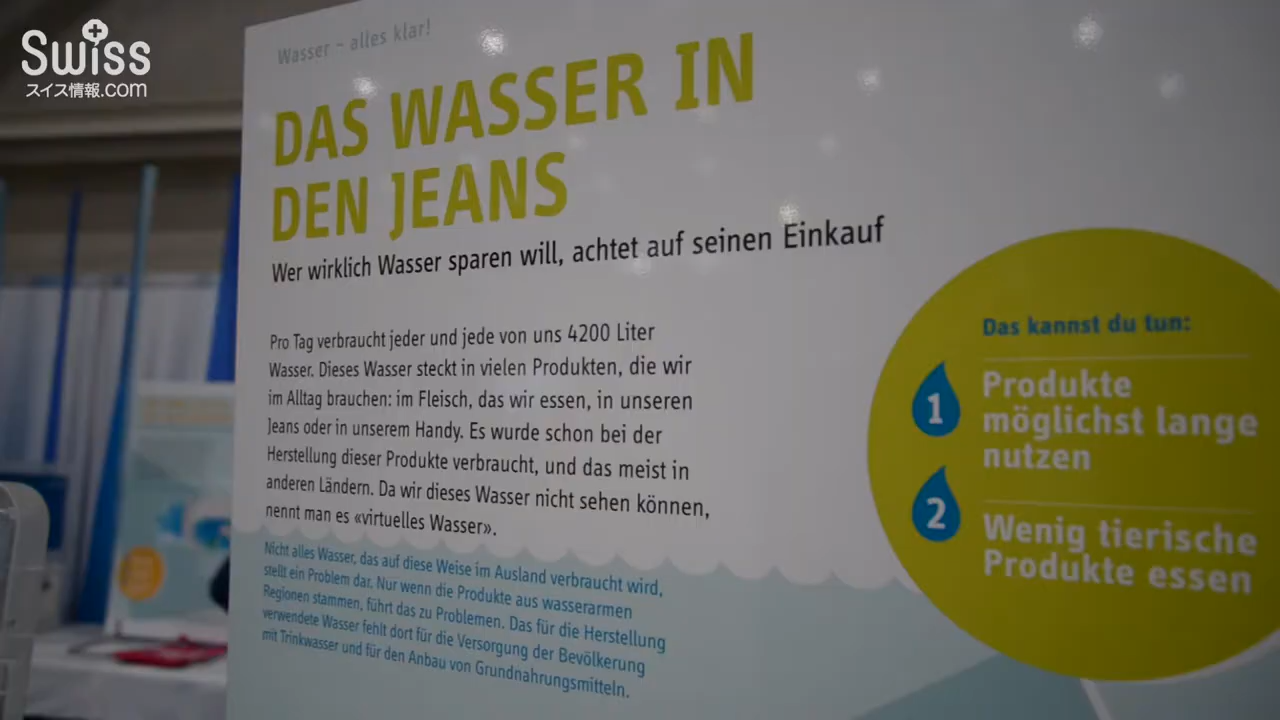 Swiss
スイス情報.com
Wasser – alles klar!
DAS WASSER IN
DEN JEANS
Wer wirklich Wasser sparen will, achtet auf seinen Einkauf
Pro Tag verbraucht jeder und jede von uns 4200 Liter
Wasser. Dieses Wasser steckt in vielen Produkten, die wir
im Alltag brauchen: im Fleisch, das wir essen, in unseren
Jeans oder in unserem Handy. Es wurde schon bei der
Herstellung dieser Produkte verbraucht, und das meist in
anderen Ländern. Da wir dieses Wasser nicht sehen können,
nennt man es «virtuelles Wasser».
Nicht alles Wasser, das auf diese Weise im Ausland verbraucht wird,
stellt ein Problem dar. Nur wenn die Produkte aus wasserarmen
Regionen stammen, führt das zu Problemen. Das für die Herstellung
verwendete Wasser fehlt dort für die Versorgung der Bevölkerung
mit Trinkwasser und für den Anbau von Grundnahrungsmitteln.
Das kannst du tun:
1 Produkte
möglichst lange
nutzen
2 Wenig tierische
Produkte essen